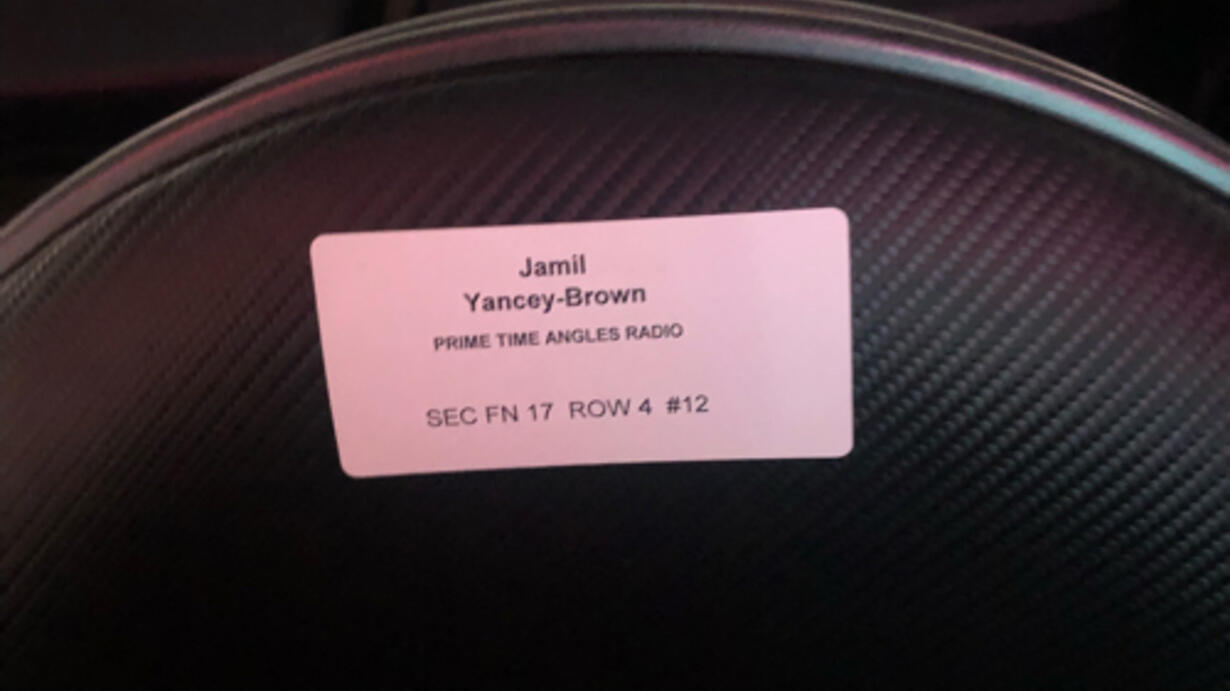 Jamil
Yancey-Brown
PRIME TIME ANGLES RADIO
SEC FN 17 ROW 4 #12